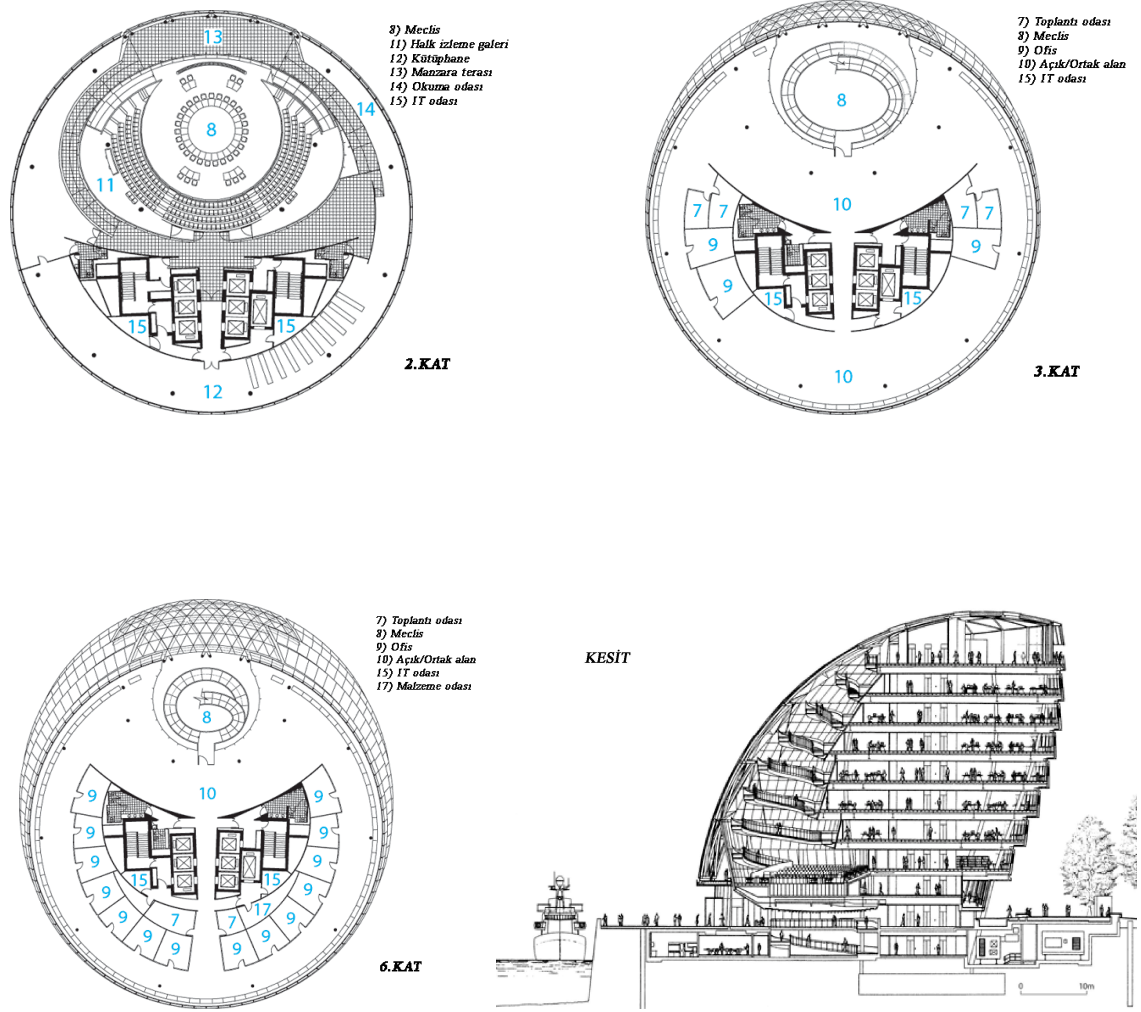 8) Meclis
11) Halk izleme galeri
12) Kütüphane
13) Manzara terası
14) Okuma odası
15) IT odası
13
14
8
11
15
15
12
2.KAT
7) Toplantı odası
8) Meclis
9) Ofis
10) Açık/Ortak alan
15) IT odası
8
10
7
7
7
7
9
9
9
15
15
10
3.KAT
7) Toplantı odası
8) Meclis
9) Ofis
10) Açık/Ortak alan
15) IT odası
17) Malzeme odası
8
10
9
9
9
9
9
9
15
15
9
9
17
9
7
7
9
9
9
9
9
9
6.KAT
KESİT
0 10m